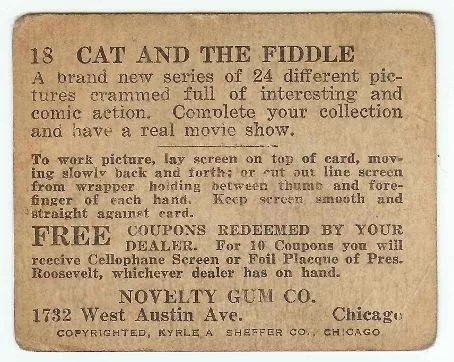 18 CAT AND THE FIDDLE
A brand new series of 24 different pic-
tures crammed full of interesting and
comic action. Complete your collection
and have a real movie show.
To work picture, lay screen on top of card, mov-
ing slowly back and forth; or cut out line screen
from wrapper holding between thumb and fore-
finger of each hand. Keep screen smooth and
straight against card.
FREE COUPONS REDEEMED BY YOUR
DEALER. For 10 Coupons you will
receive Cellophane Screen or Foil Placque of Pres.
Roosevelt, whichever dealer has on hand.
NOVELTY GUM CO.
1732 West Austin Ave. Chicago
COPYRIGHTED, KYRLE A SHEFFER CO., CHICAGO